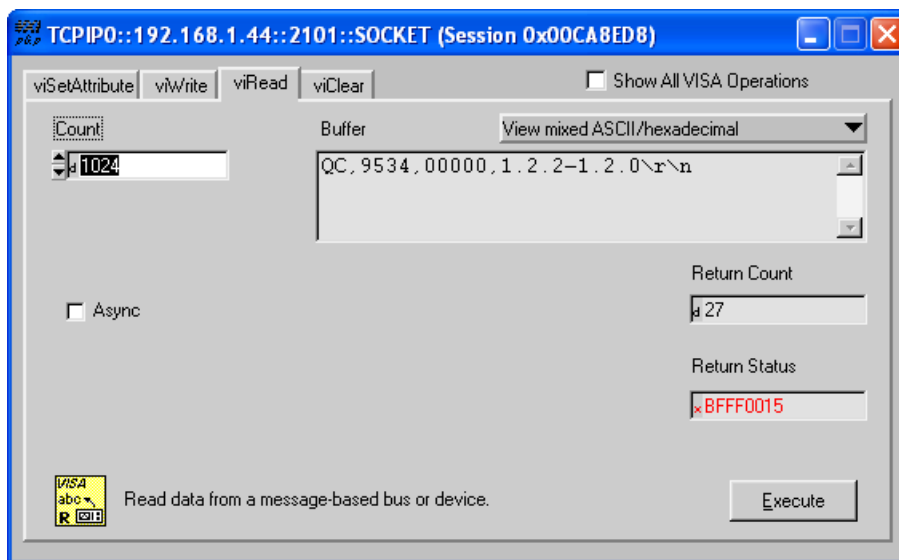 TCPIP0::192.168.1.44::2101::SOCKET (Session 0x00CA8ED8)
viSetAttribute viWrite viRead viClear Show All VISA Operations
Count Buffer View mixed ASCII/hexadecimal
d 1024 QC,9534,00000,1.2.2-1.2.0\r\n
Return Count
Async d 27
Return Status
x BFFF0015
VISA
abc
R
Read data from a message-based bus or device. Execute